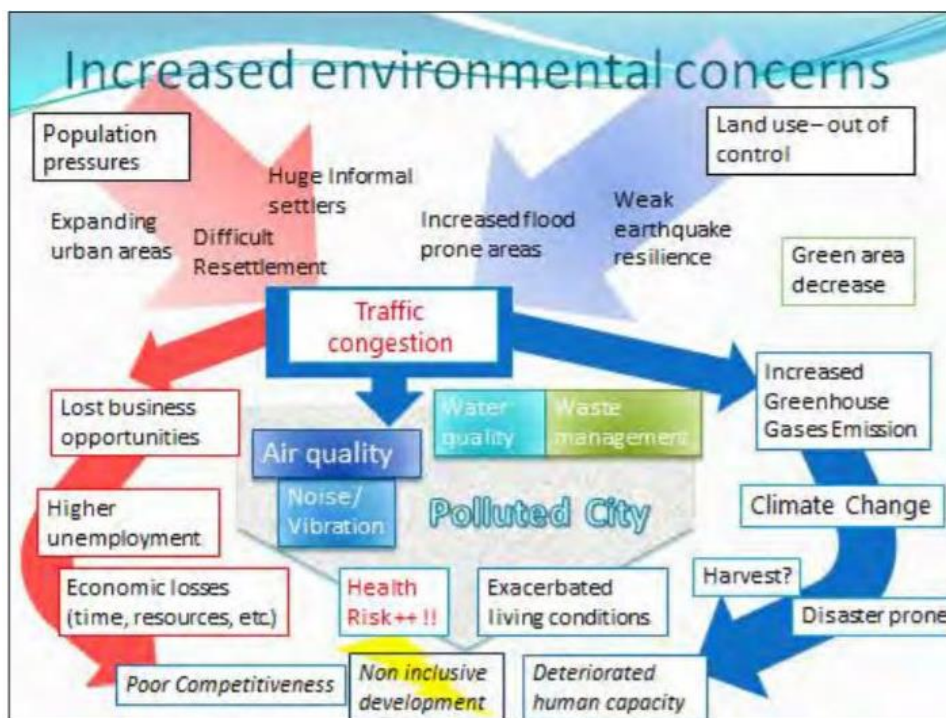 Increased environmental concerns
Population
pressures
Land use – out of
control
Huge Informal
settlers
Expanding
urban areas
Difficult
Resettlement
Increased flood
prone areas
Weak
earthquake
resilience
Green area
decrease
Traffic
congestion
Lost business
opportunities
Increased
Greenhouse
Gases Emission
Water
quality
Waste
management
Air quality
Noise/
Vibration
Polluted City
Higher
unemployment
Climate Change
Economic losses
(time, resources, etc)
Health
Risk++ !!
Exacerbated
living conditions
Harvest?
Disaster prone
Poor Competitiveness
Non inclusive
development
Deteriorated
human capacity